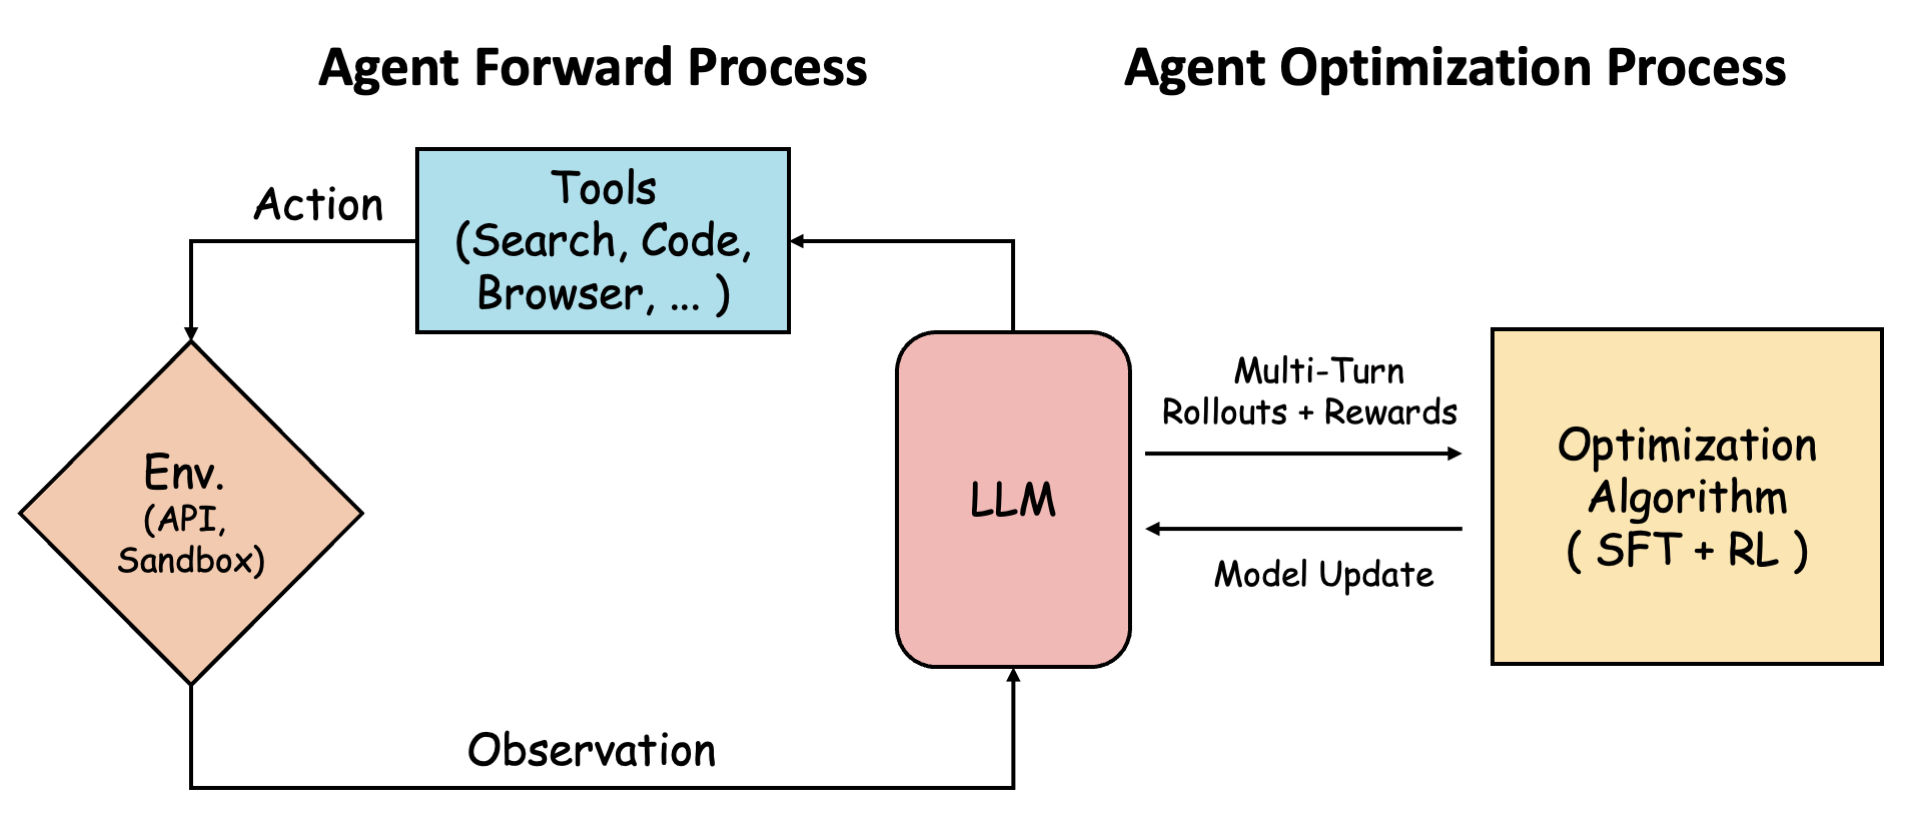 Agent Forward Process
Agent Optimization Process
Action
Tools
(Search, Code,
Browser, ... )
Env.
(API,
Sandbox)
LLM
Multi-Turn
Rollouts + Rewards
Model Update
Optimization
Algorithm
( SFT + RL )
Observation